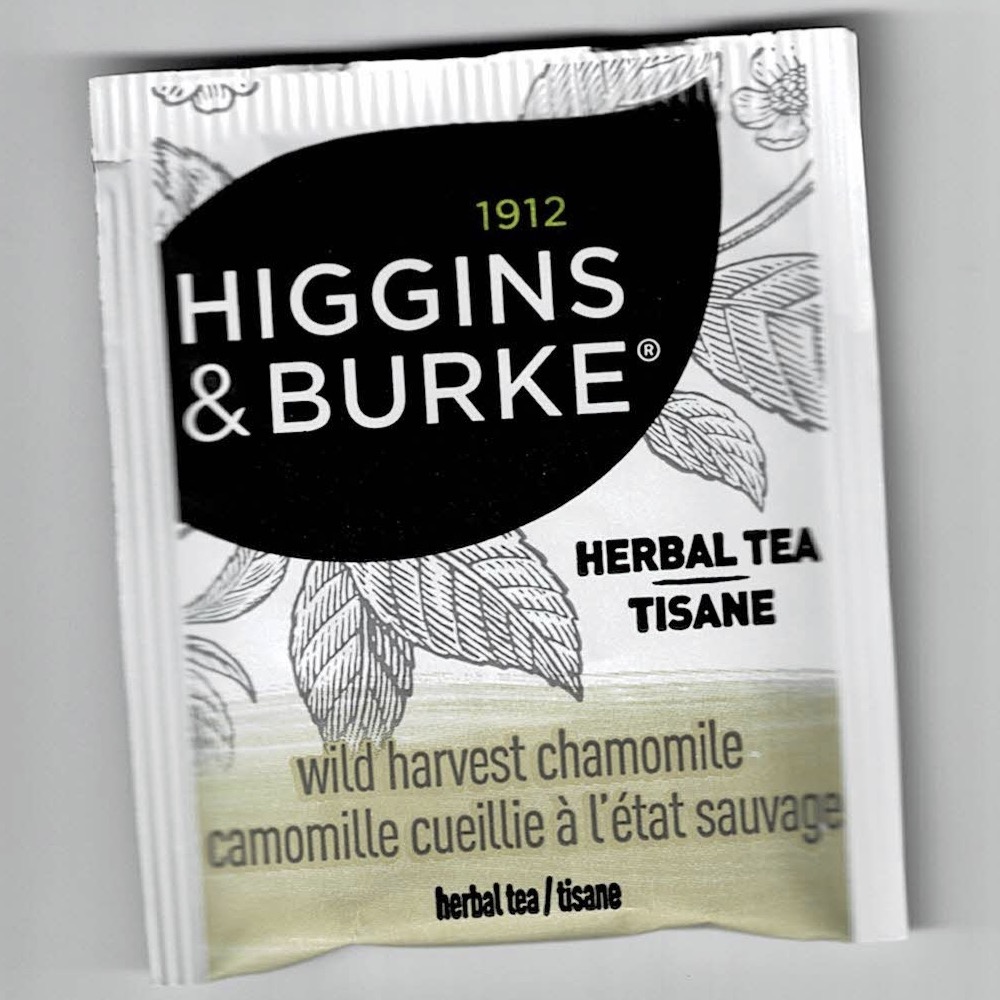 1912
HIGGINS
& BURKE®
HERBAL TEA
TISANE
wild harvest chamomile
camomille cueillie à l'état sauvage
herbal tea / tisane